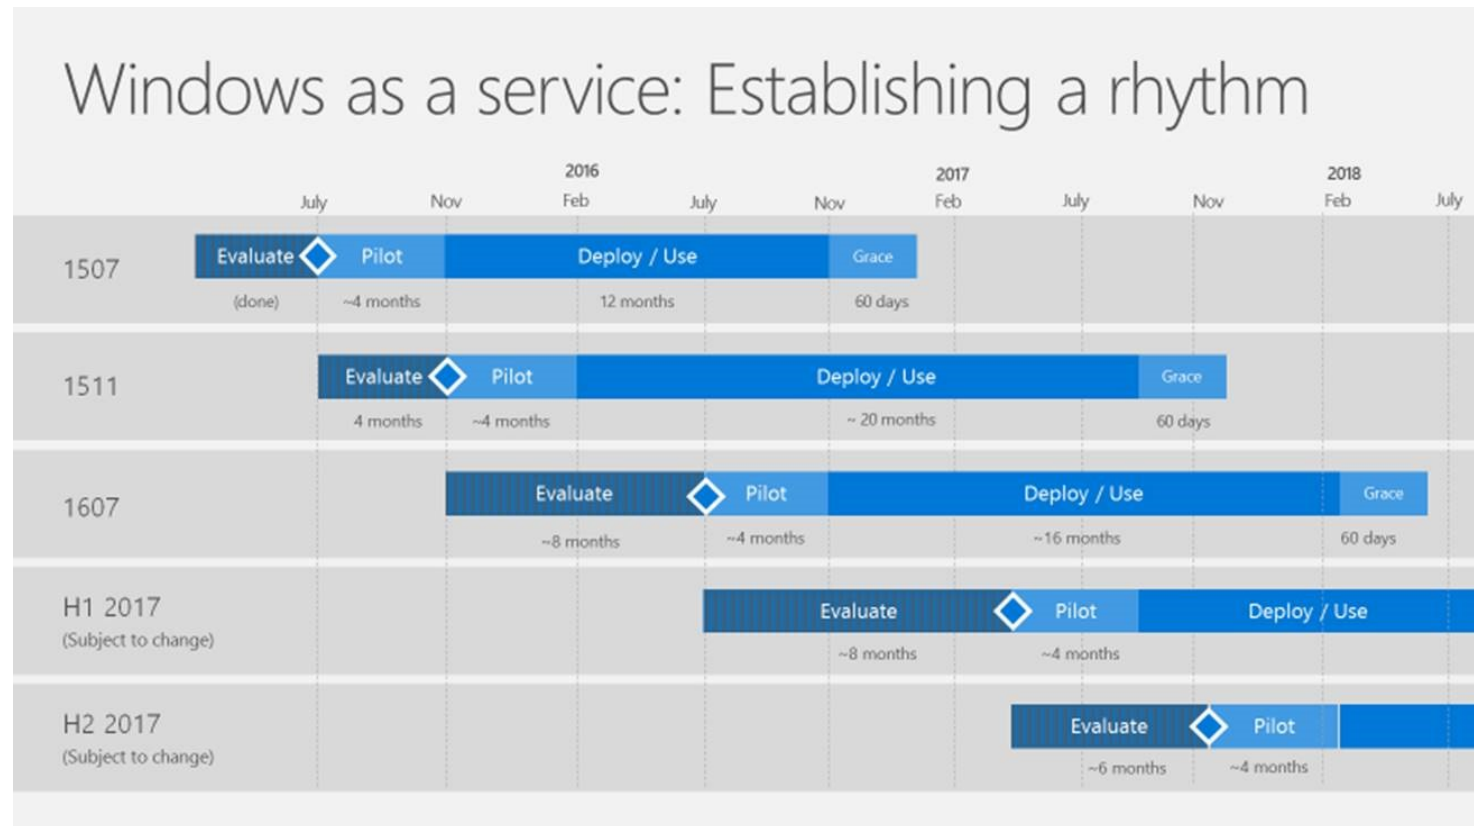 Windows as a service: Establishing a rhythm
2016 2017 2018
July Nov Feb July Nov Feb July Nov Feb July
1507
Evaluate Pilot Deploy / Use Grace
(done) ~4 months 12 months 60 days
1511
Evaluate Pilot Deploy / Use Grace
4 months ~4 months ~ 20 months 60 days
1607
Evaluate Pilot Deploy / Use Grace
~8 months ~4 months ~16 months 60 days
H1 2017
(Subject to change)
Evaluate Pilot Deploy / Use
~8 months ~4 months
H2 2017
(Subject to change)
Evaluate Pilot
~6 months ~4 months